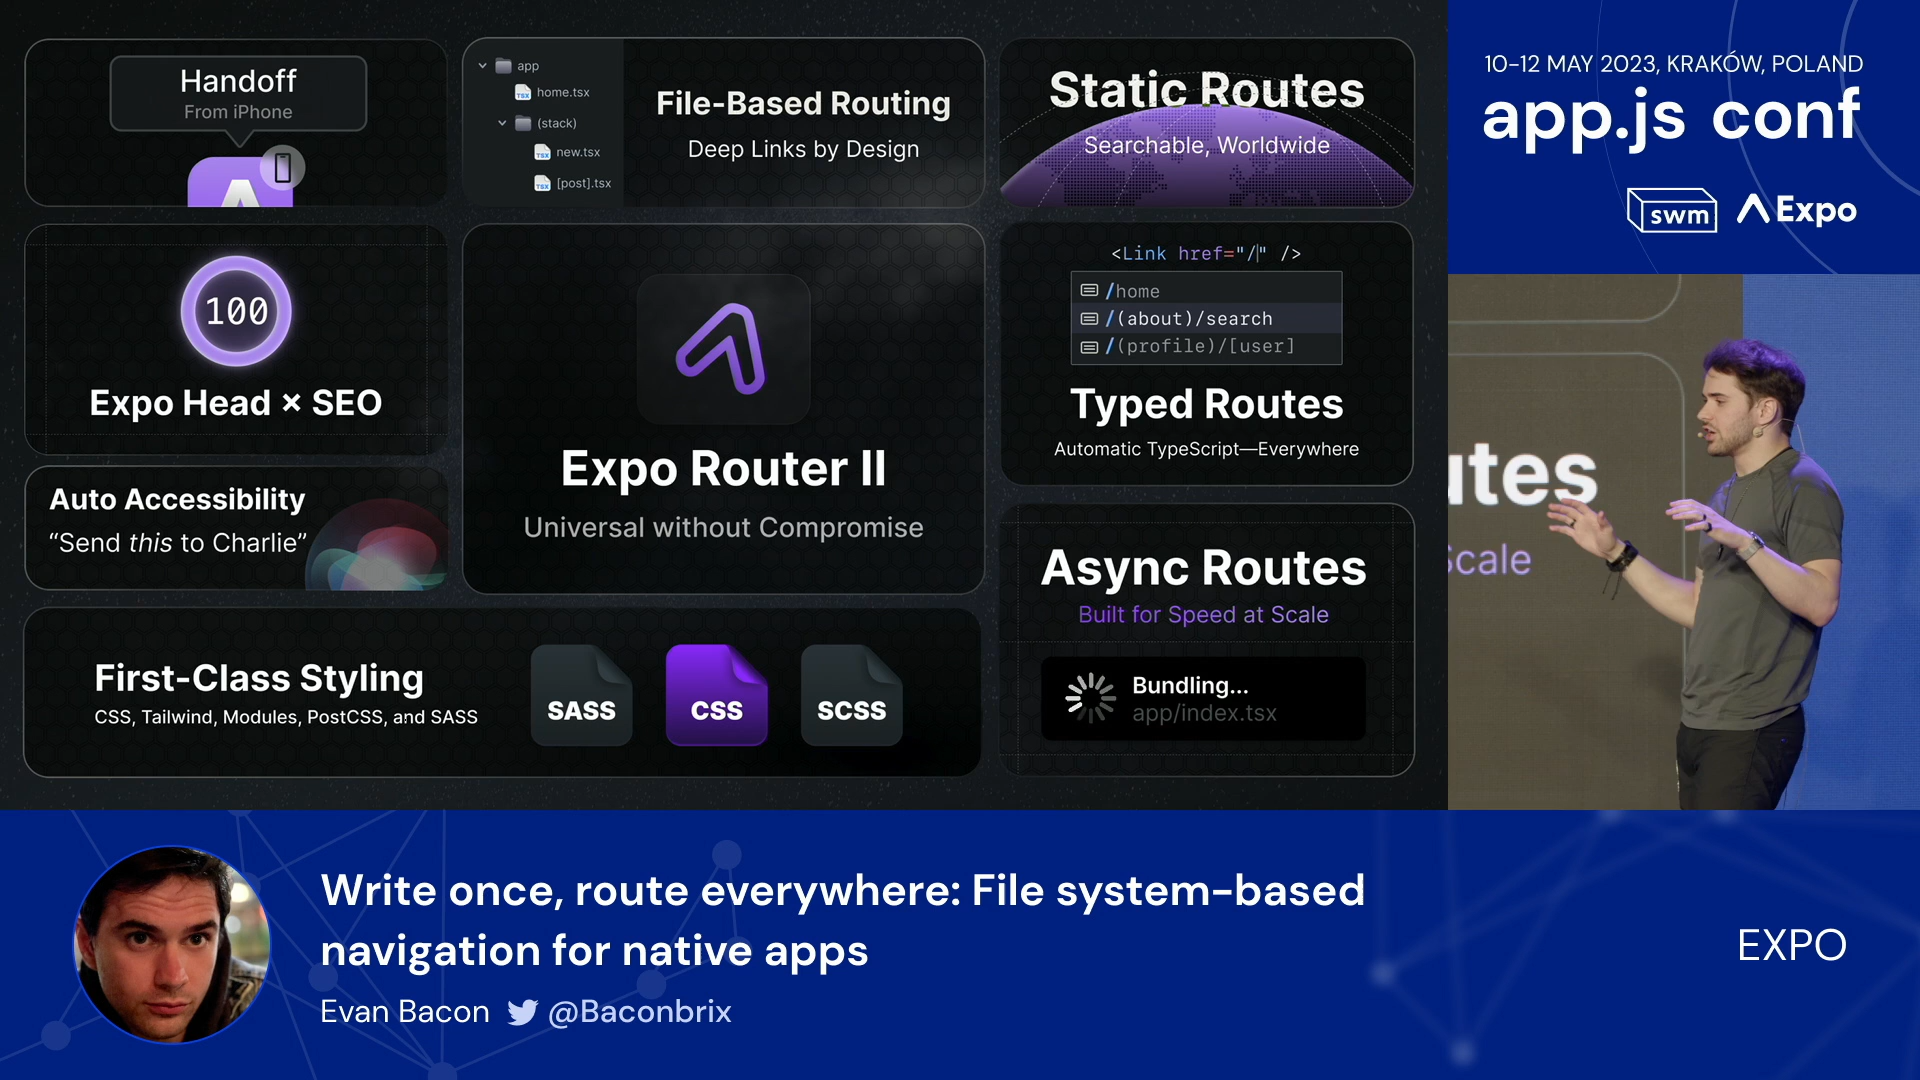 Handoff
From iPhone
app
home.tsx
(stack)
new.tsx
[post].tsx
TSX
TSX
TSX
File-Based Routing
Deep Links by Design
Static Routes
Searchable, Worldwide
100
Expo Head × SEO
Auto Accessibility
“Send this to Charlie”
Expo Router II
Universal without Compromise
<Link href="/|" />
/home
/(about)/search
/(profile)/[user]
Typed Routes
Automatic TypeScript—Everywhere
Async Routes
Built for Speed at Scale
Bundling...
app/index.tsx
First-Class Styling
CSS, Tailwind, Modules, PostCSS, and SASS
SASS
CSS
SCSS
10-12 MAY 2023, KRAKÓW, POLAND
app.js conf
swm
Expo
utes
Scale
Write once, route everywhere: File system-based
navigation for native apps
Evan Bacon @Baconbrix
EXPO